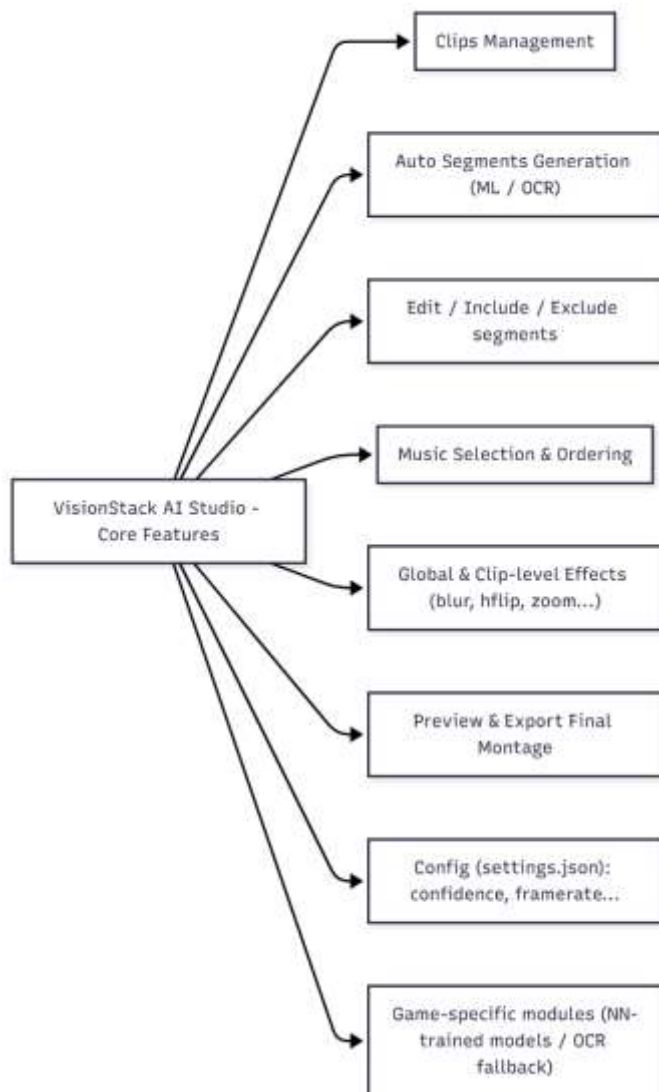 Clips Management
Auto Segments Generation
(ML / OCR)
Edit / Include / Exclude
segments
Music Selection & Ordering
VisionStack AI Studio -
Core Features
Global & Clip-level Effects
(blur, hflip, zoom...)
Preview & Export Final
Montage
Config (settings.json):
confidence, framerate...
Game-specific modules (NN-
trained models / OCR
fallback)